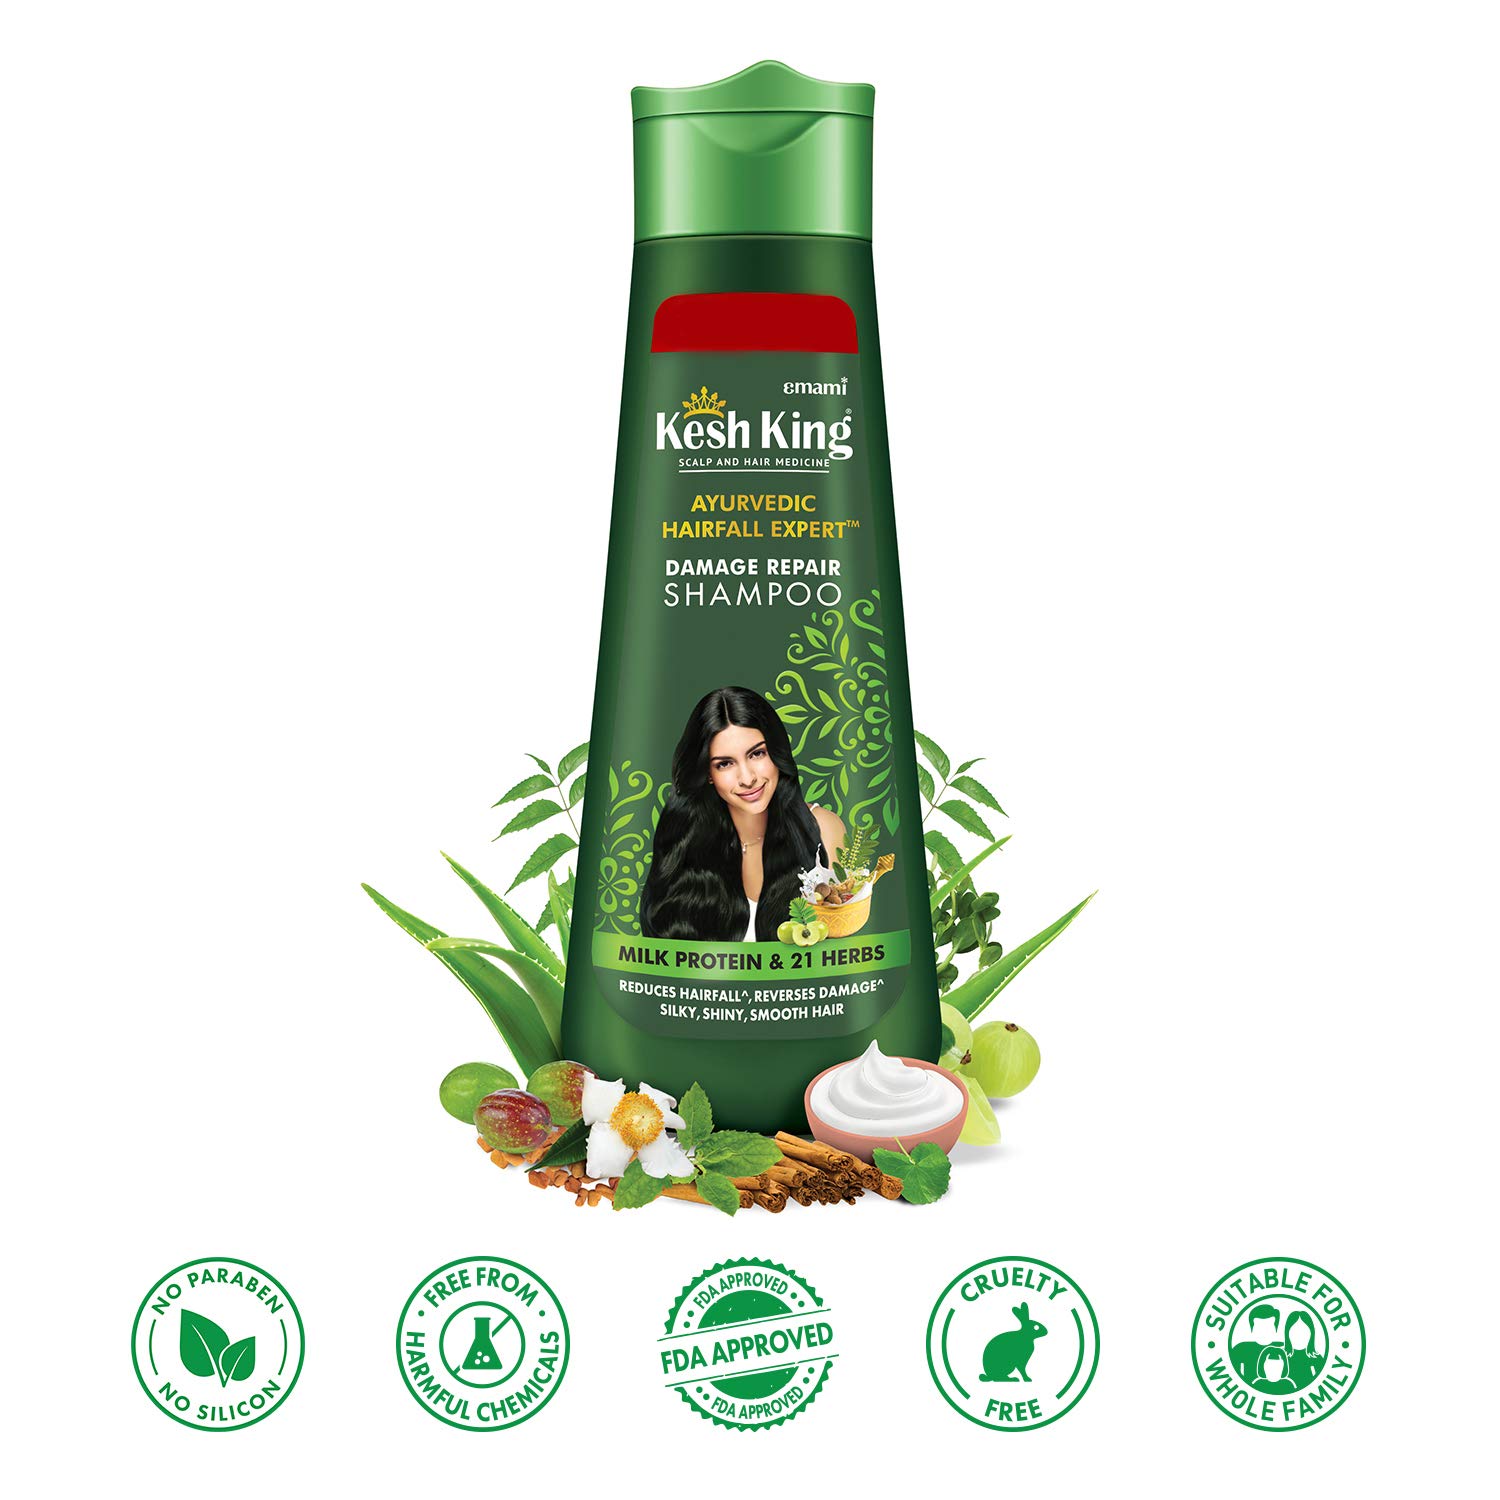 emami*
Kesh King®
SCALP AND HAIR MEDICINE
AYURVEDIC
HAIRFALL EXPERT™
DAMAGE REPAIR
SHAMPOO
MILK PROTEIN & 21 HERBS
REDUCES HAIRFALL^, REVERSES DAMAGE^
SILKY, SHINY, SMOOTH HAIR
NO PARABEN
NO SILICON
• FREE FROM •
HARMFUL CHEMICALS
• FDA APPROVED •
FDA APPROVED
• FDA APPROVED •
CRUELTY
FREE
• SUITABLE FOR •
WHOLE FAMILY